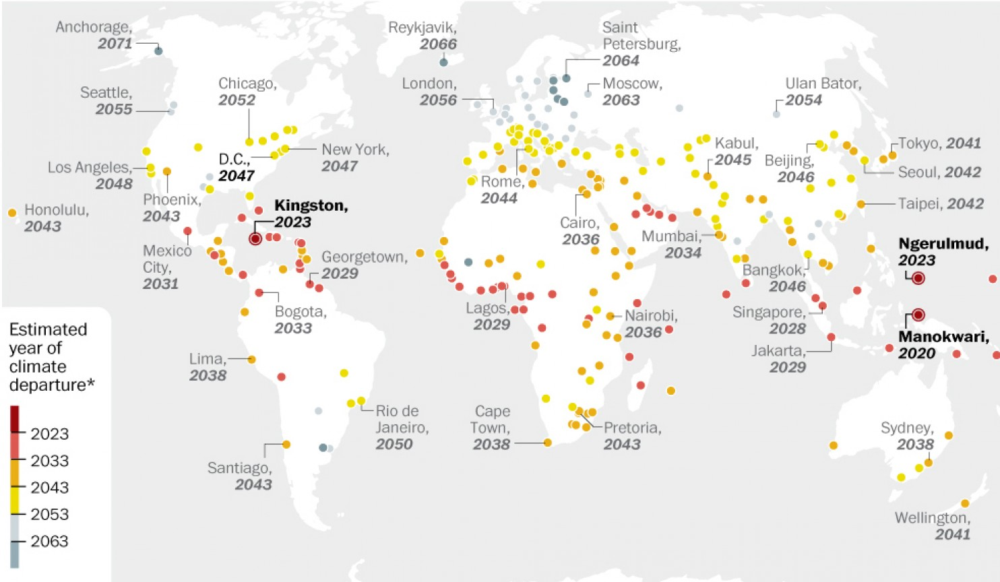 Anchorage,
2071
Reykjavik,
2066
Saint
Petersburg,
2064
Seattle,
2055
Chicago,
2052
London,
2056
Moscow,
2063
Ulan Bator,
2054
Los Angeles,
2048
D.C.,
2047
New York,
2047
Kabul,
2045
Beijing,
2046
Tokyo, 2041
Seoul, 2042
Honolulu,
2043
Phoenix,
2043
Kingston,
2023
Rome,
2044
Cairo,
2036
Mumbai,
2034
Taipei, 2042
Mexico
City,
2031
Georgetown,
2029
Bangkok,
2046
Ngerulmud,
2023
Bogota,
2033
Lagos,
2029
Nairobi,
2036
Singapore,
2028
Manokwari,
2020
Jakarta,
2029
Lima,
2038
Rio de
Janeiro,
2050
Cape
Town,
2038
Pretoria,
2043
Sydney,
2038
Santiago,
2043
Wellington,
2041
Estimated
year of
climate
departure*
2023
2033
2043
2053
2063